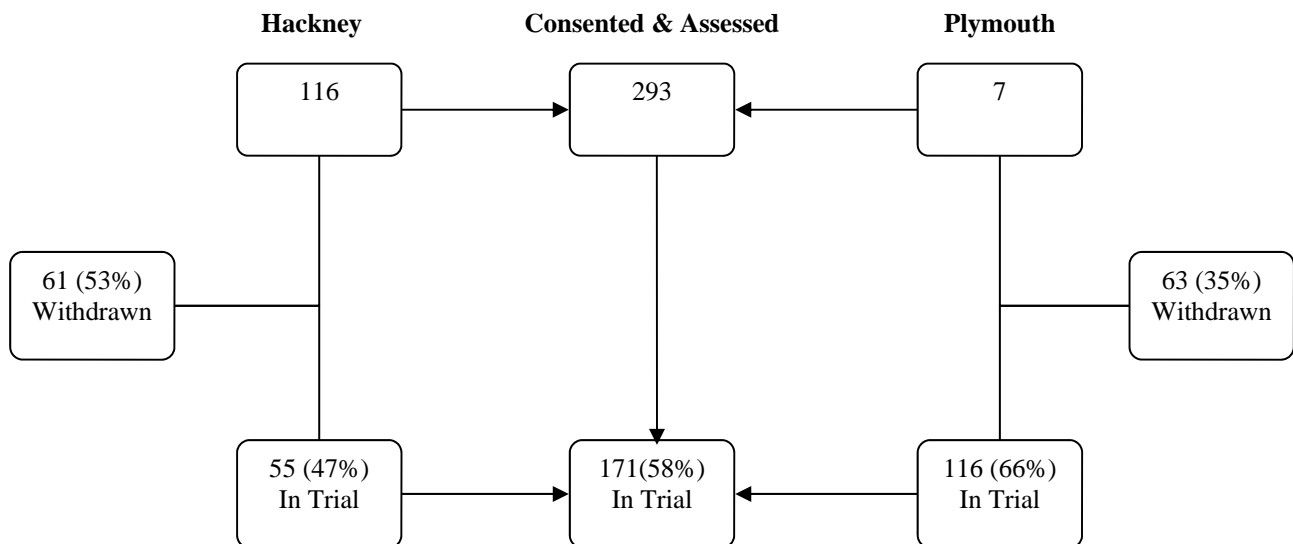 Hackney
Consented & Assessed
Plymouth
116
293
7
61 (53%)
Withdrawn
63 (35%)
Withdrawn
55 (47%)
In Trial
171(58%)
In Trial
116 (66%)
In Trial